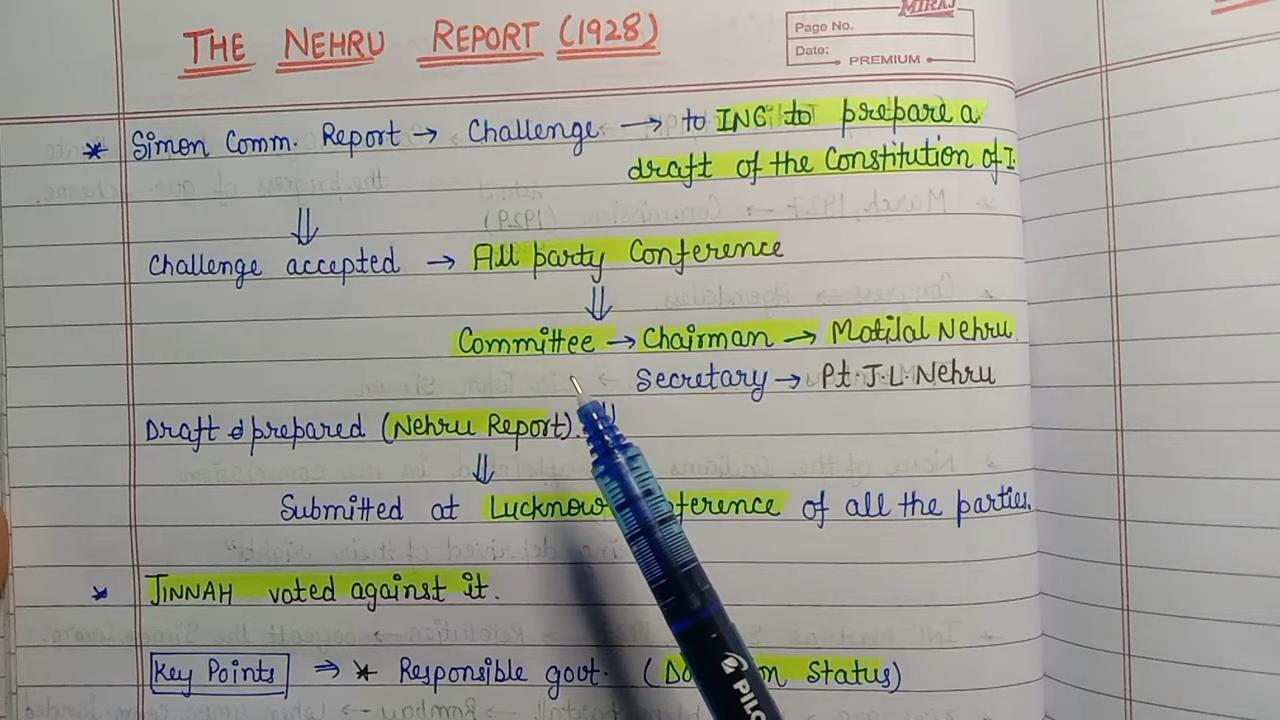 THE NEHRU REPORT (1928)
MIRAJ
Page No.
Date:
PREMIUM
* Simon Comm. Report → Challenge → to INC to prepare a
draft of the Constitution of I.
⇓
Challenge accepted → All party Conference
⇓
Committee → Chairman → Motilal Nehru
Secretary → Pt. J.L. Nehru
Draft prepared (Nehru Report).
⇓
Submitted at Lucknow of all the parties.
* JINNAH voted against it.
Key Points ⇒ * Responsible govt. ( Status)
PILO